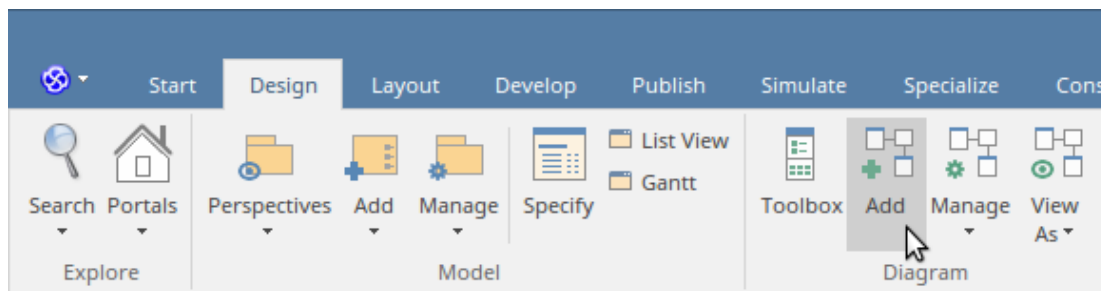 Start Design Layout Develop Publish Simulate Specialize Cons
Search Portals Perspectives Add Manage Specify List View
Gantt
Toolbox Add Manage View As
Explore Model Diagram